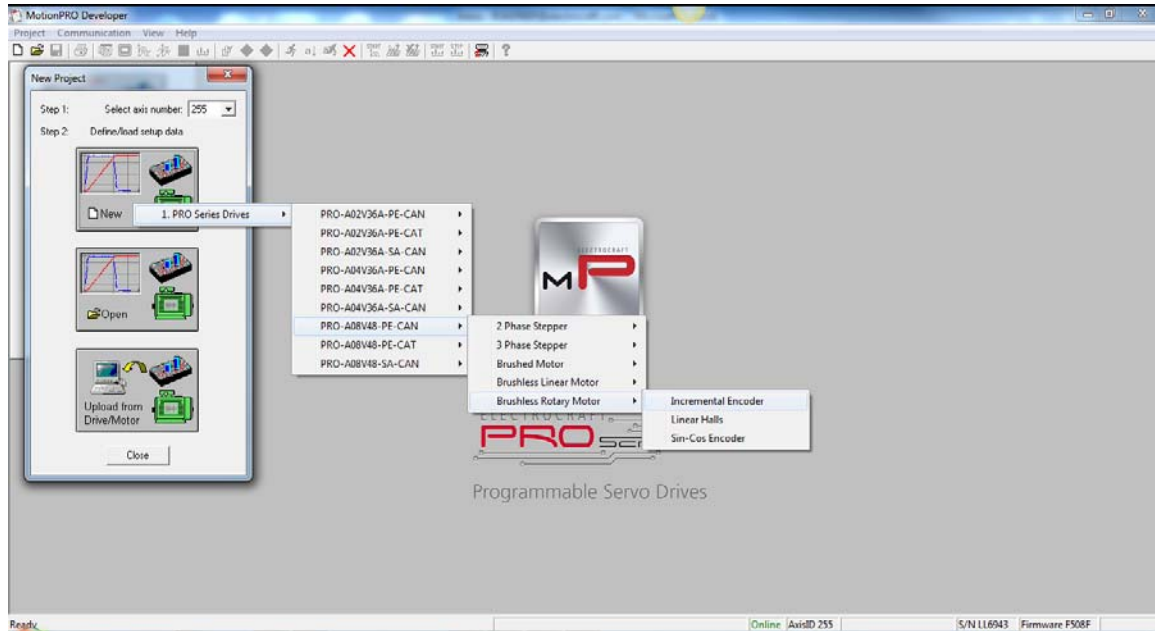 MotionPRO Developer
Project Communication View Help
New Project
Step 1: Select axis number: 255
Step 2: Define/load setup data
New
1. PRO Series Drives
PRO-A02V36A-PE-CAN
PRO-A02V36A-PE-CAT
PRO-A02V36A-SA-CAN
PRO-A04V36A-PE-CAN
PRO-A04V36A-PE-CAT
PRO-A04V36A-SA-CAN
PRO-A08V48-PE-CAN
PRO-A08V48-PE-CAT
PRO-A08V48-SA-CAN
2 Phase Stepper
3 Phase Stepper
Brushed Motor
Brushless Linear Motor
Brushless Rotary Motor
Incremental Encoder
Linear Halls
Sin-Cos Encoder
Open
Upload from
Drive/Motor
Close
ELECTROCRAFT
MP
ELECTROCRAFT
PRO
Programmable Servo Drives
Ready
Online AxisID 255 S/N LL6943 Firmware F508F